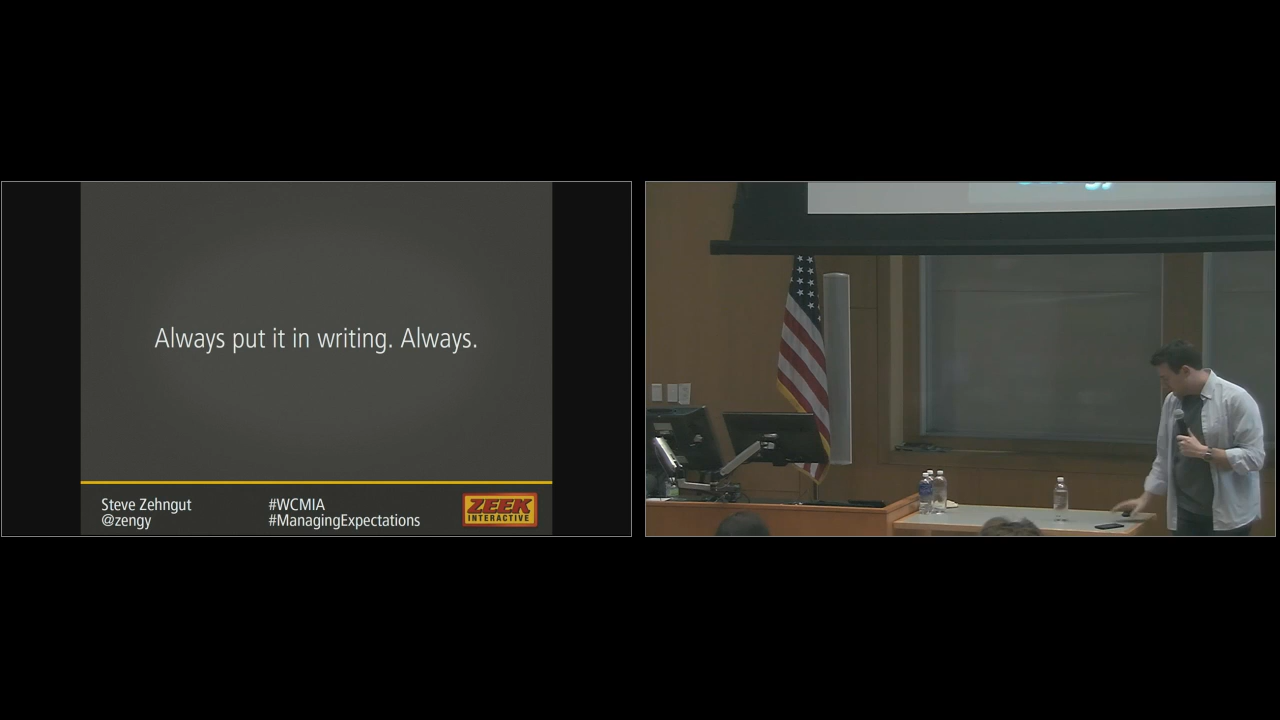 Always put it in writing. Always.
Steve Zehngut
@zengy
#WCMIA
#ManagingExpectations
ZEEK
INTERACTIVE